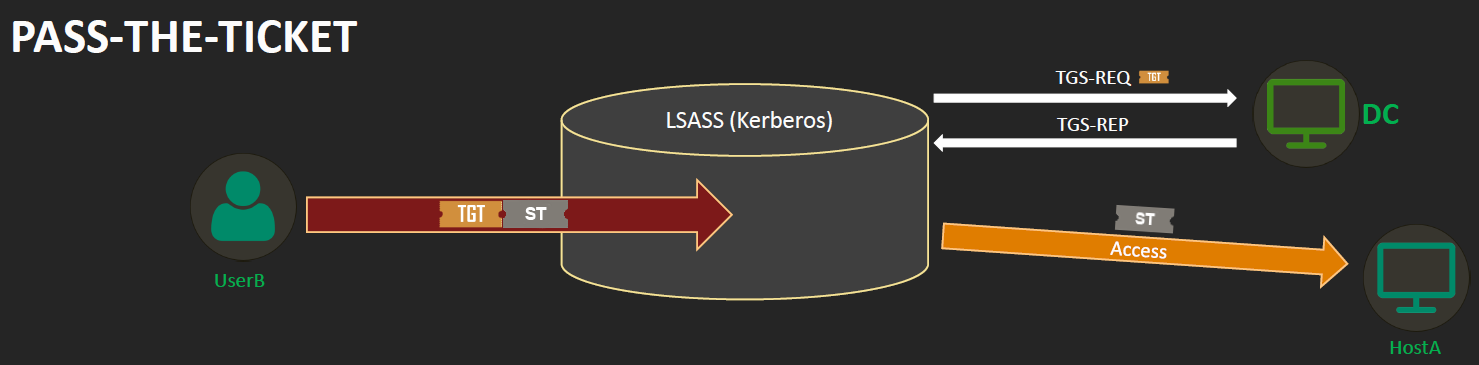 PASS-THE-TICKET
TGS-REQ TGT
TGS-REP
DC
LSASS (Kerberos)
TGT ST
UserB
ST
Access
HostA